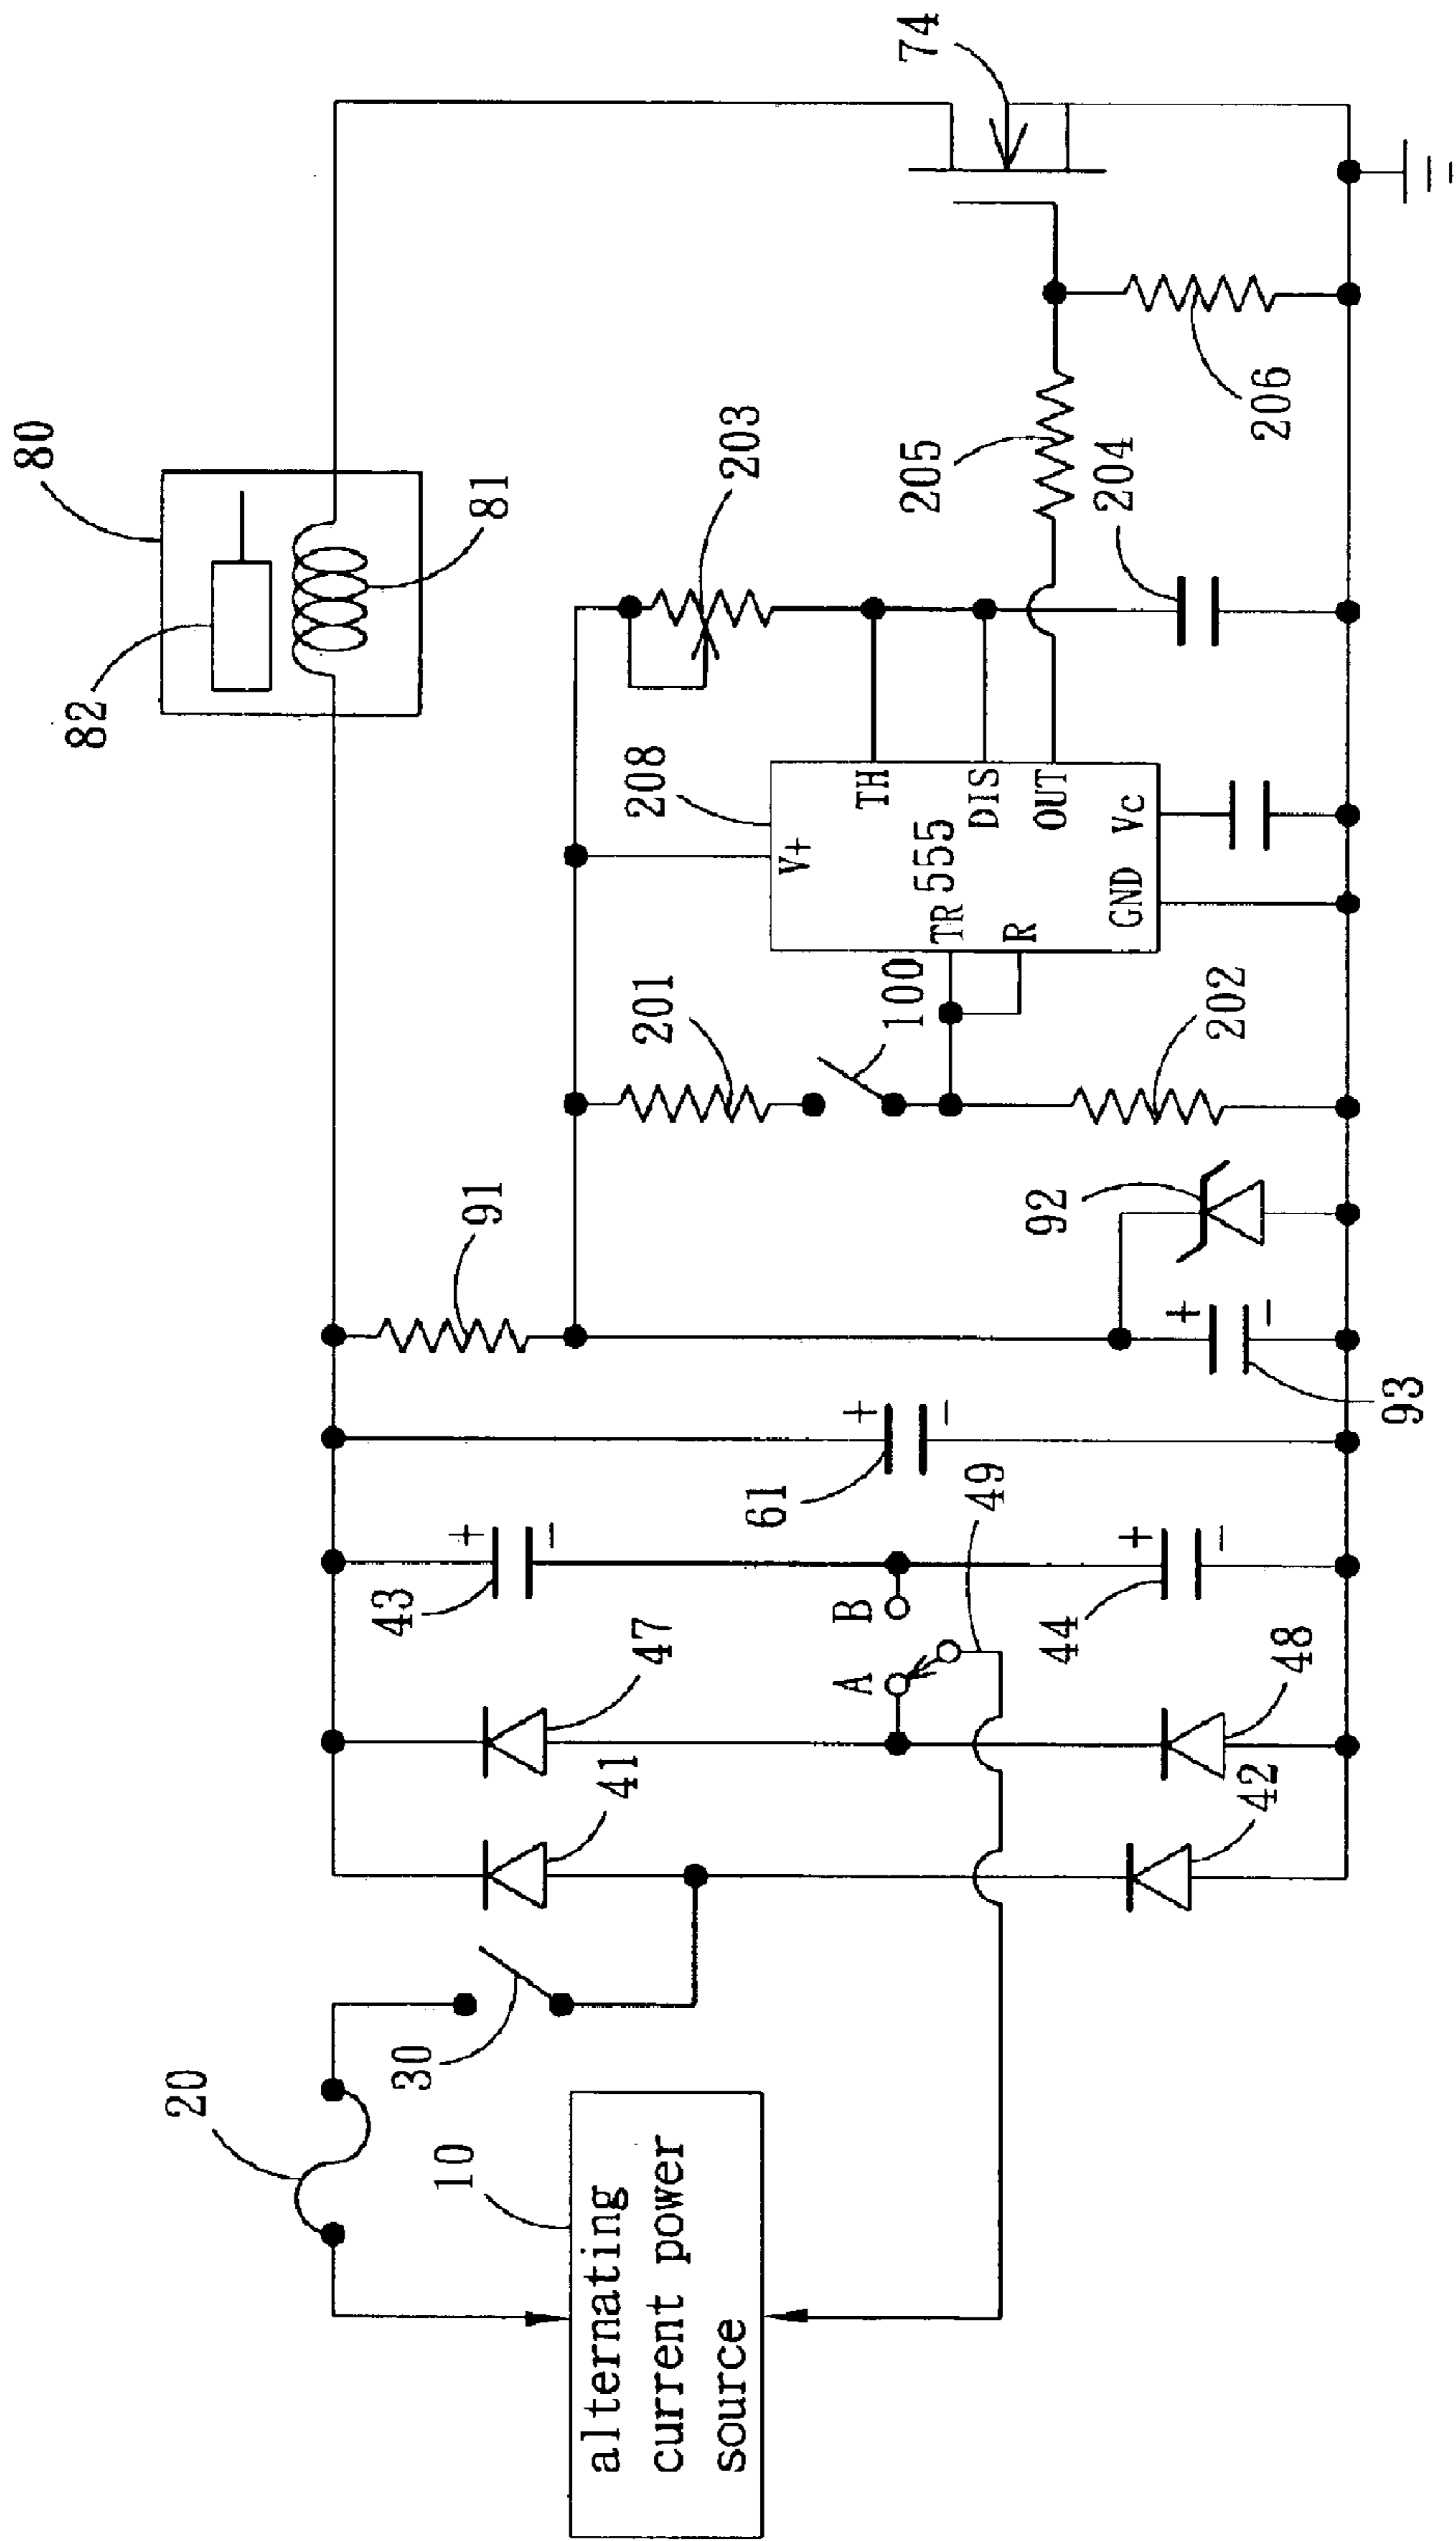 80
82
81
74
203
205
204
206
208
V+
TH
DIS
OUT
555
TR
R
GND
Vc
201
100
202
91
92
+
-
93
+
-
61
49
+
-
43
B
+
-
44
A
47
48
41
42
30
20
10
alternating
current power
source